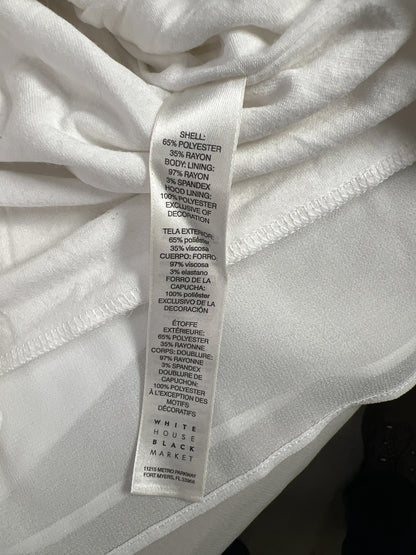 SHELL:
65% POLYESTER
35% RAYON
BODY: LINING:
97% RAYON
3% SPANDEX
HOOD LINING:
100% POLYESTER
EXCLUSIVE OF
DECORATION
TELA EXTERIOR:
65% poliéster
35% viscosa
CUERPO: FORRO:
97% viscosa
3% elastano
FORRO DE LA
CAPUCHA:
100% poliéster
EXCLUSIVO DE LA
DECORACIÓN
ÉTOFFE
EXTÉRIEURE:
65% POLYESTER
35% RAYONNE
CORPS: DOUBLURE:
97% RAYONNE
3% SPANDEX
DOUBLURE DE
CAPUCHON:
100% POLYESTER
À L'EXCEPTION DES
MOTIFS
DÉCORATIFS
WHITE
HOUSE
BLACK
MARKET
11215 METRO PARKWAY
FORT MYERS, FL 33966